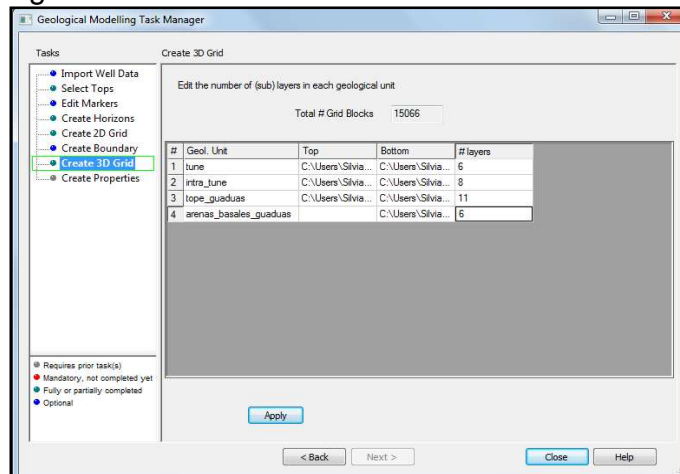 Geological Modelling Task Manager
Tasks
Import Well Data
Select Tops
Edit Markers
Create Horizons
Create 2D Grid
Create Boundary
Create 3D Grid
Create Properties
Requires prior task(s)
Mandatory, not completed yet
Fully or partially completed
Optional
Create 3D Grid
Edit the number of (sub) layers in each geological unit
Total # Grid Blocks 15066
# Geol. Unit Top Bottom # layers
1 tune C:\Users\Silvia... C:\Users\Silvia... 6
2 intra_tune C:\Users\Silvia... C:\Users\Silvia... 8
3 tope_guaduas C:\Users\Silvia... C:\Users\Silvia... 11
4 arenas_basales_guaduas C:\Users\Silvia... 6
Apply
< Back Next > Close Help